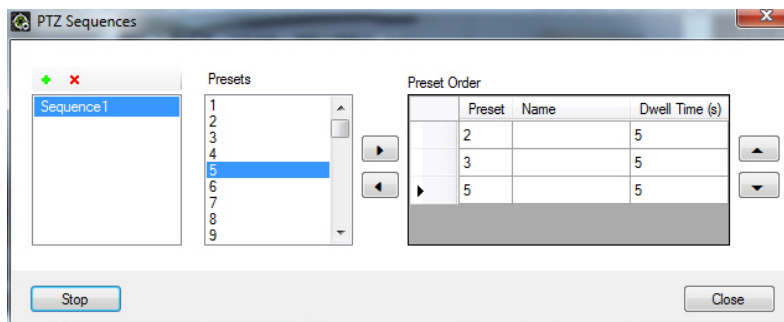 PTZ Sequences
Presets
Preset Order
Sequence1
1
2
3
4
5
6
7
8
9
Preset Name Dwell Time (s)
2 5
3 5
5 5
Stop
Close